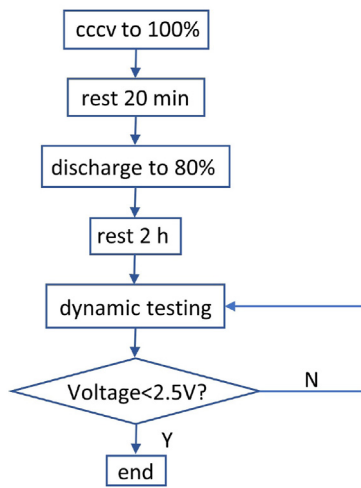 cccv to 100%
rest 20 min
discharge to 80%
rest 2 h
dynamic testing
Voltage<2.5V?
N
Y
end